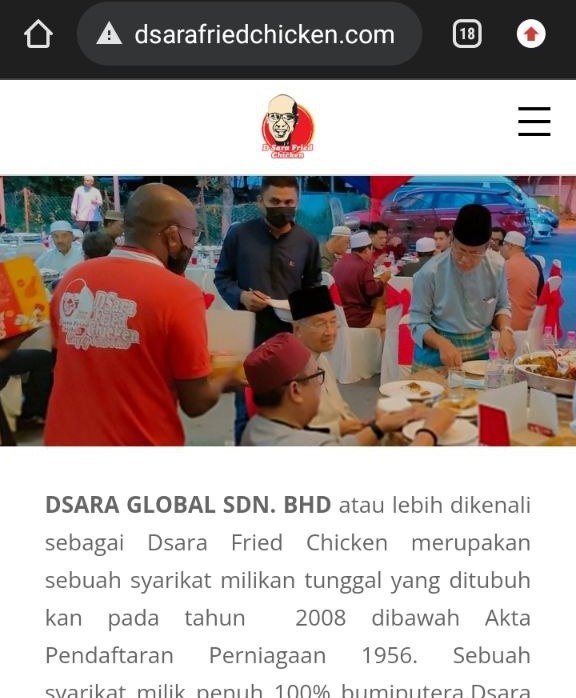 dsarafriedchicken.com
18
D'Sara Fried
Chicken
DSARA GLOBAL SDN. BHD atau lebih dikenali
sebagai Dsara Fried Chicken merupakan
sebuah syarikat milikan tunggal yang ditubuh
kan pada tahun 2008 dibawah Akta
Pendaftaran Perniagaan 1956. Sebuah
syarikat milik penuh 100% bumiputera.Dsara